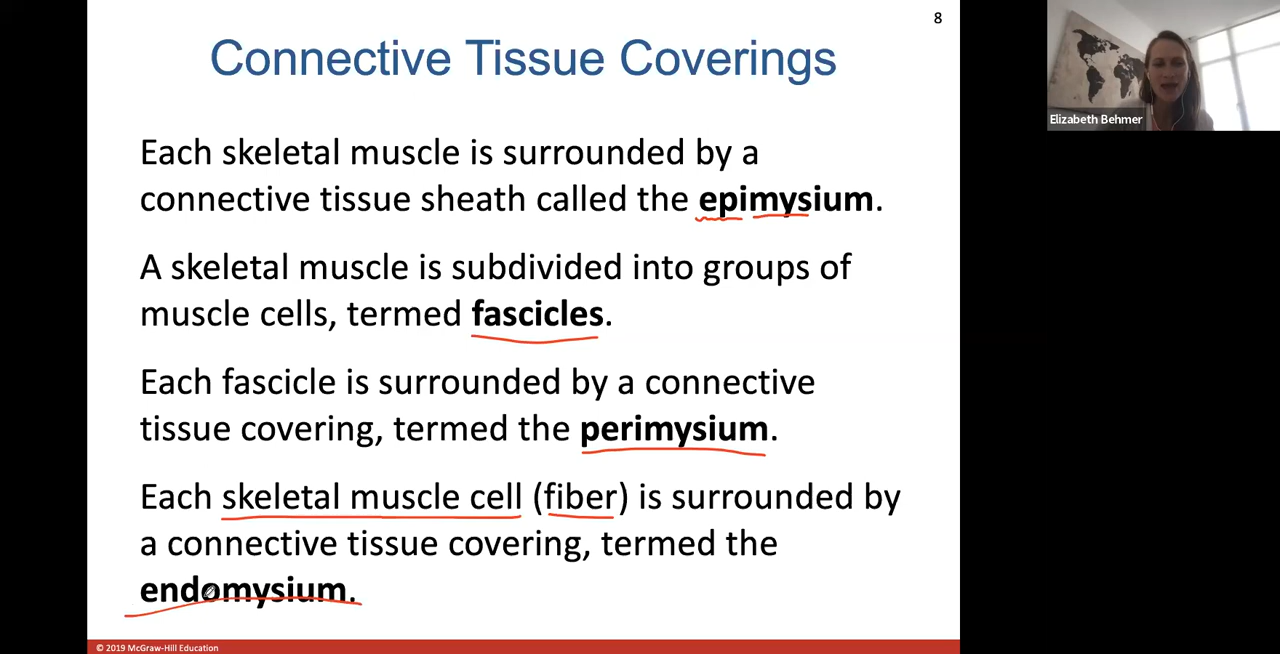 8
Connective Tissue Coverings
Elizabeth Behmer
Each skeletal muscle is surrounded by a
connective tissue sheath called the epimysium.
A skeletal muscle is subdivided into groups of
muscle cells, termed fascicles.
Each fascicle is surrounded by a connective
tissue covering, termed the perimysium.
Each skeletal muscle cell (fiber) is surrounded by
a connective tissue covering, termed the
endomysium.
© 2019 McGraw-Hill Education